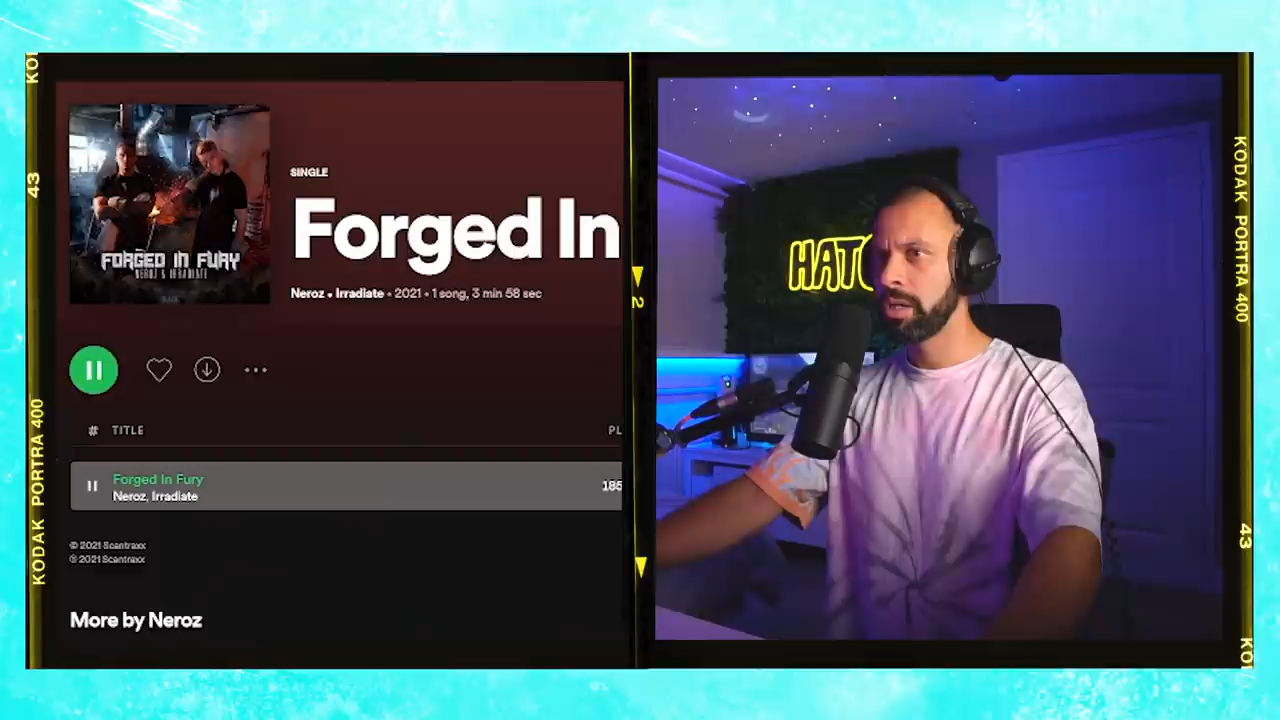 KO
43
KODAK PORTRA 400
FORGED IN FURY
NEROZ & IRRADIATE
SINGLE
Forged In
Neroz • Irradiate • 2021 • 1 song, 3 min 58 sec
# TITLE
PL
Forged In Fury
Neroz, Irradiate
185
© 2021 Scantraxx
℗ 2021 Scantraxx
More by Neroz
2
HATC
KODAK PORTRA 400
43
KO